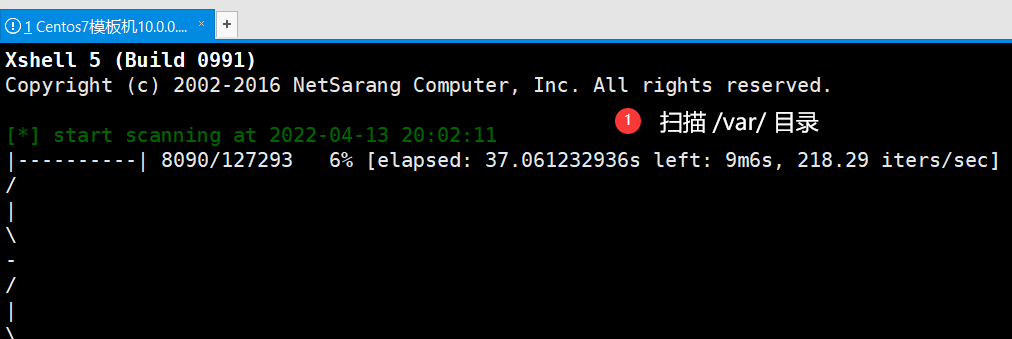 1 Centos7模板机10.0.0.... × +
Xshell 5 (Build 0991)
Copyright (c) 2002-2016 NetSarang Computer, Inc. All rights reserved.
1 扫描 /var/ 目录
[*] start scanning at 2022-04-13 20:02:11
|----------| 8090/127293   6% [elapsed: 37.061232936s left: 9m6s, 218.29 iters/sec]
/
|
\
-
/
|
\